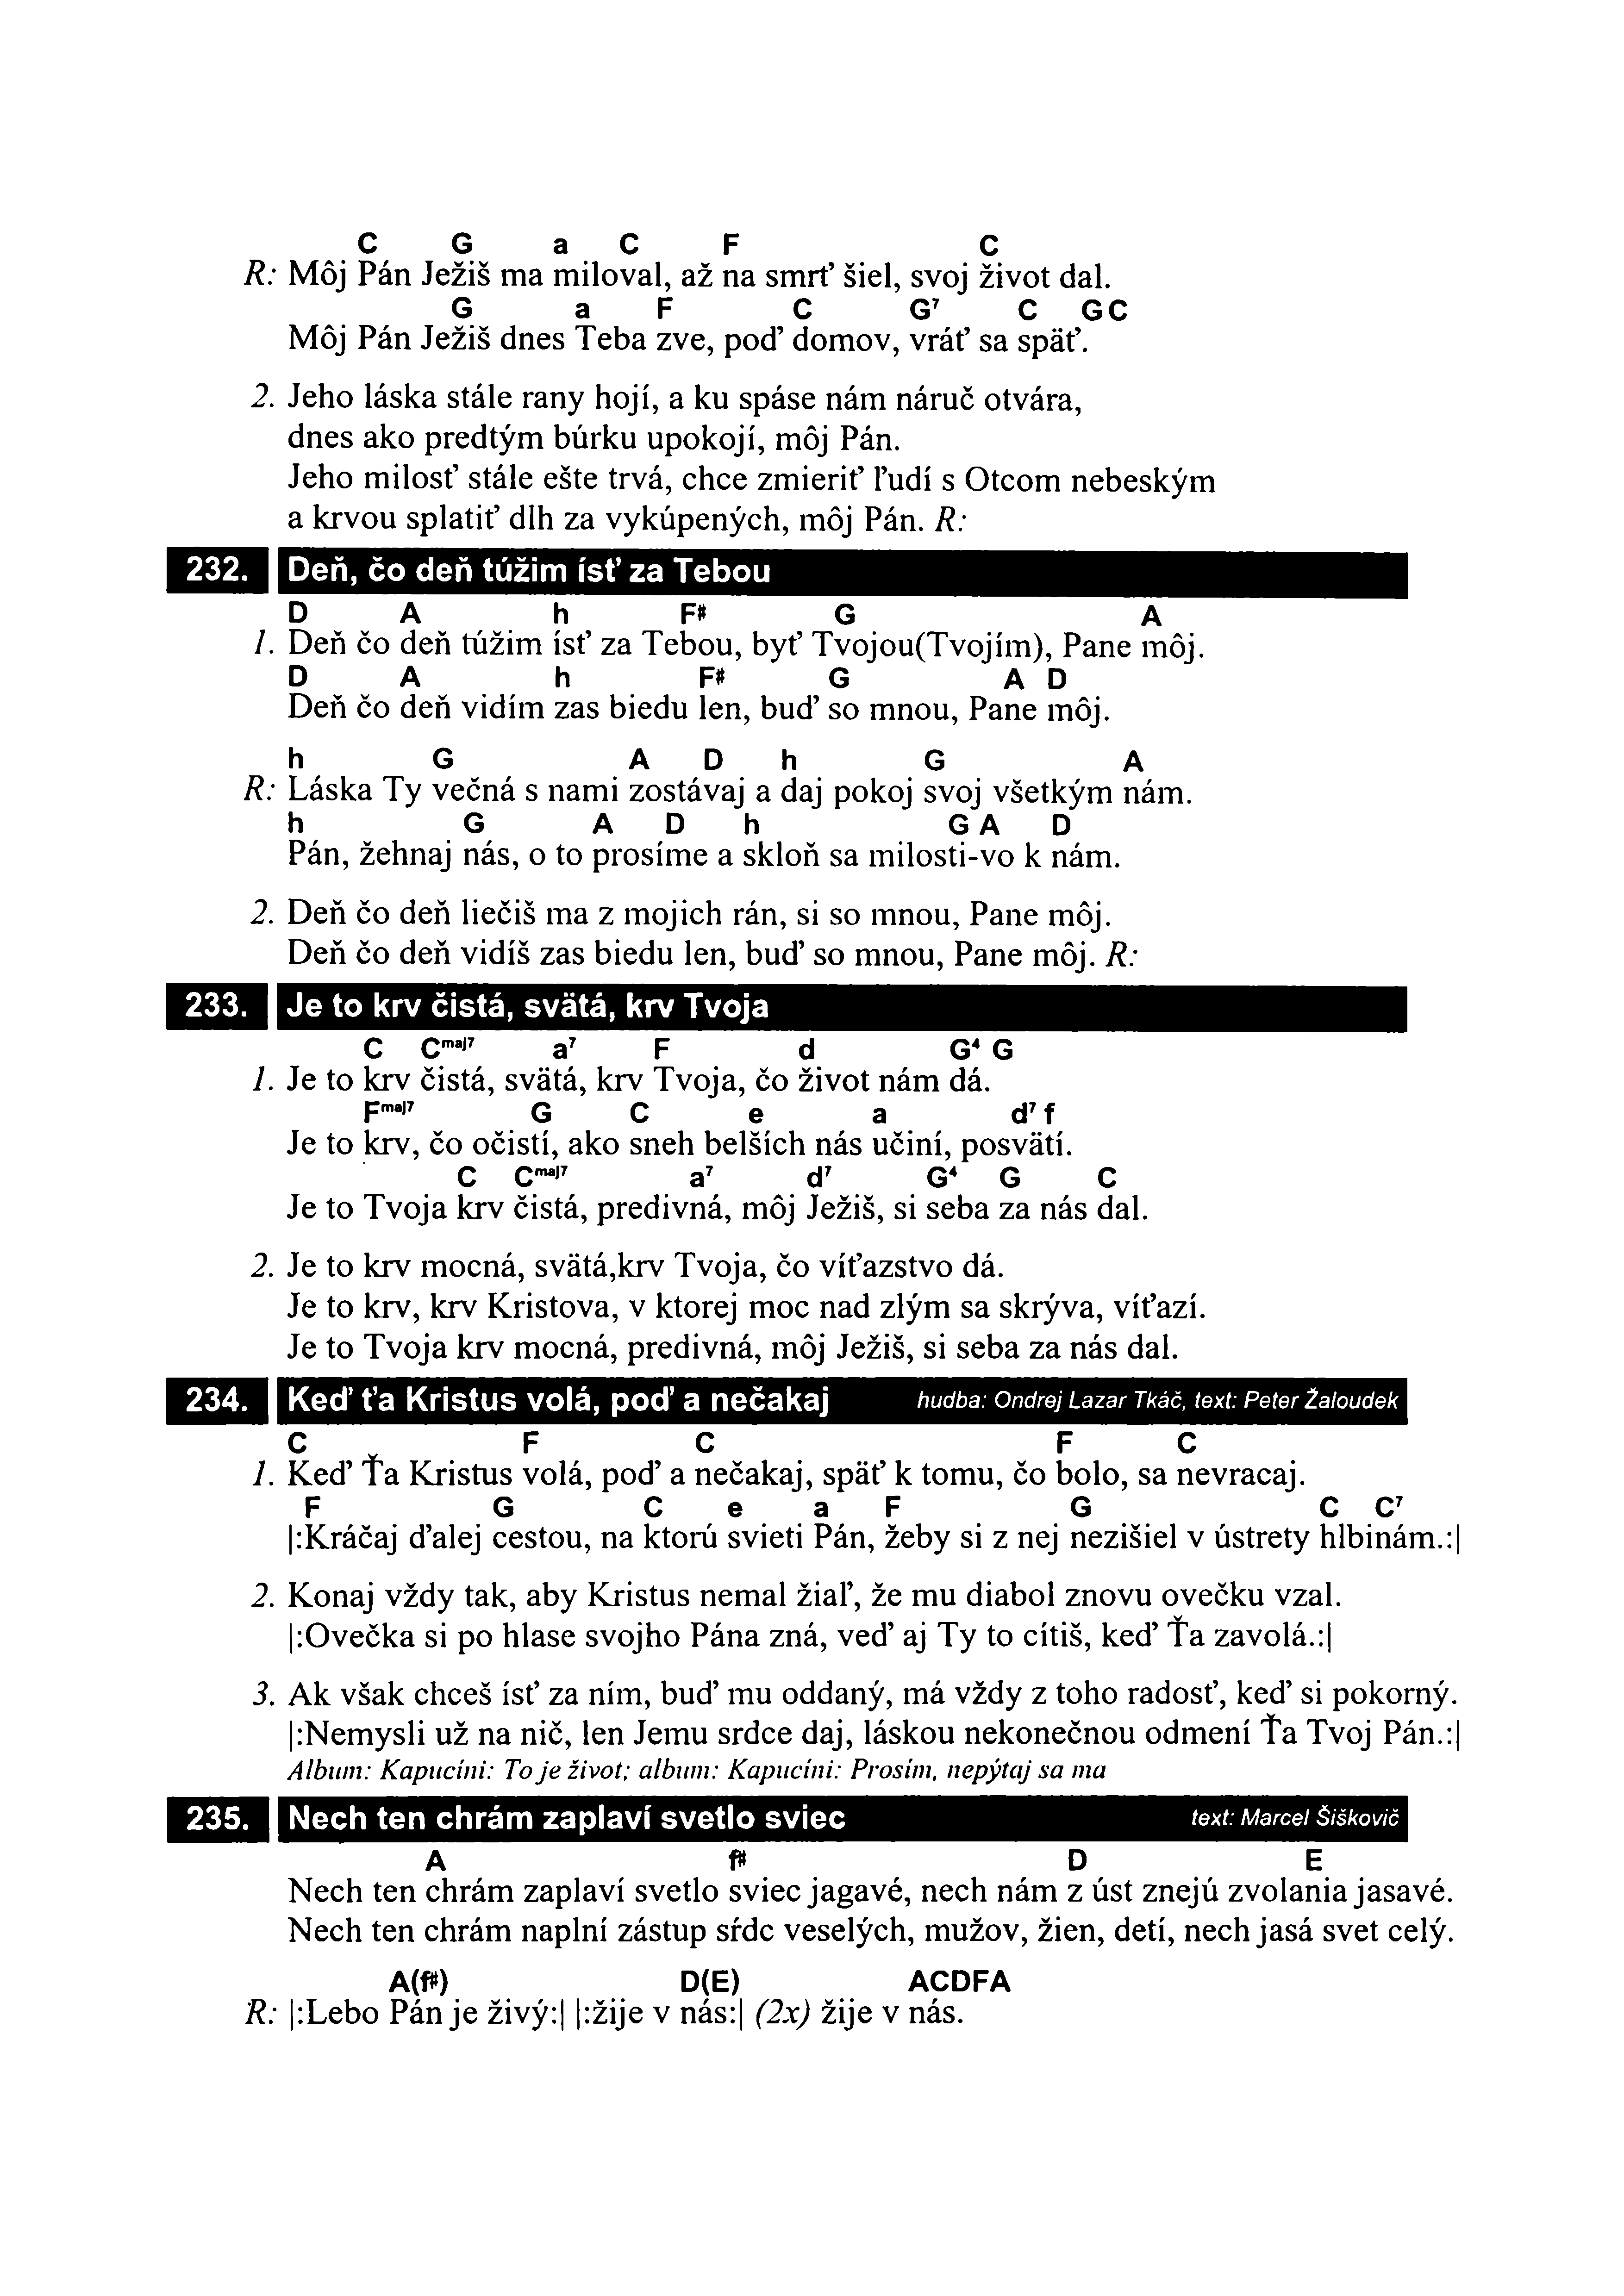 C G a C F C
R: Môj Pán Ježiš ma miloval, až na smrť šiel, svoj život dal.
G a F C G7 C G C
Môj Pán Ježiš dnes Teba zve, poď domov, vráť sa späť.
2. Jeho láska stále rany hojí, a ku spáse nám náruč otvára,
dnes ako predtým búrku upokojí, môj Pán.
Jeho milosť stále ešte trvá, chce zmieriť ľudí s Otcom nebeským
a krvou splatiť dlh za vykúpených, môj Pán. R:
232. Deň, čo deň túžim ísť za Tebou
D A h F# G A
1. Deň čo deň túžim ísť za Tebou, byť Tvojou(Tvojím), Pane môj.
D A h F# G A D
Deň čo deň vidím zas biedu len, buď so mnou, Pane môj.
h G A D h G A
R: Láska Ty večná s nami zostávaj a daj pokoj svoj všetkým nám.
h G A D h G A D
Pán, žehnaj nás, o to prosíme a skloň sa milosti-vo k nám.
2. Deň čo deň liečiš ma z mojich rán, si so mnou, Pane môj.
Deň čo deň vidíš zas biedu len, buď so mnou, Pane môj. R:
233. Je to krv čistá, svätá, krv Tvoja
C Cmaj7 a7 F d G4 G
1. Je to krv čistá, svätá, krv Tvoja, čo život nám dá.
Fmaj7 G C e a d7 f
Je to krv, čo očistí, ako sneh belších nás učiní, posvätí.
C Cmaj7 a7 d7 G4 G C
Je to Tvoja krv čistá, predivná, môj Ježiš, si seba za nás dal.
2. Je to krv mocná, svätá,krv Tvoja, čo víťazstvo dá.
Je to krv, krv Kristova, v ktorej moc nad zlým sa skrýva, víťazí.
Je to Tvoja krv mocná, predivná, môj Ježiš, si seba za nás dal.
234. Keď ťa Kristus volá, poď a nečakaj hudba: Ondrej Lazar Tkáč, text: Peter Žaloudek
C F C F C
1. Keď Ťa Kristus volá, poď a nečakaj, späť k tomu, čo bolo, sa nevracaj.
F G C e a F G C C7
|:Kráčaj ďalej cestou, na ktorú svieti Pán, žeby si z nej nezišiel v ústrety hlbinám.:|
2. Konaj vždy tak, aby Kristus nemal žiaľ, že mu diabol znovu ovečku vzal.
|:Ovečka si po hlase svojho Pána zná, veď aj Ty to cítiš, keď Ťa zavolá.:|
3. Ak však chceš ísť za ním, buď mu oddaný, má vždy z toho radosť, keď si pokorný.
|:Nemysli už na nič, len Jemu srdce daj, láskou nekonečnou odmení Ťa Tvoj Pán.:|
Album: Kapucíni: To je život; album: Kapucíni: Prosím, nepýtaj sa ma
235. Nech ten chrám zaplaví svetlo sviec text: Marcel Šiškovič
A f# D E
Nech ten chrám zaplaví svetlo sviec jagavé, nech nám z úst znejú zvolania jasavé.
Nech ten chrám naplní zástup sŕdc veselých, mužov, žien, detí, nech jasá svet celý.
A(f#) D(E) ACDFA
R: |:Lebo Pán je živý:| |:žije v nás:| (2x) žije v nás.